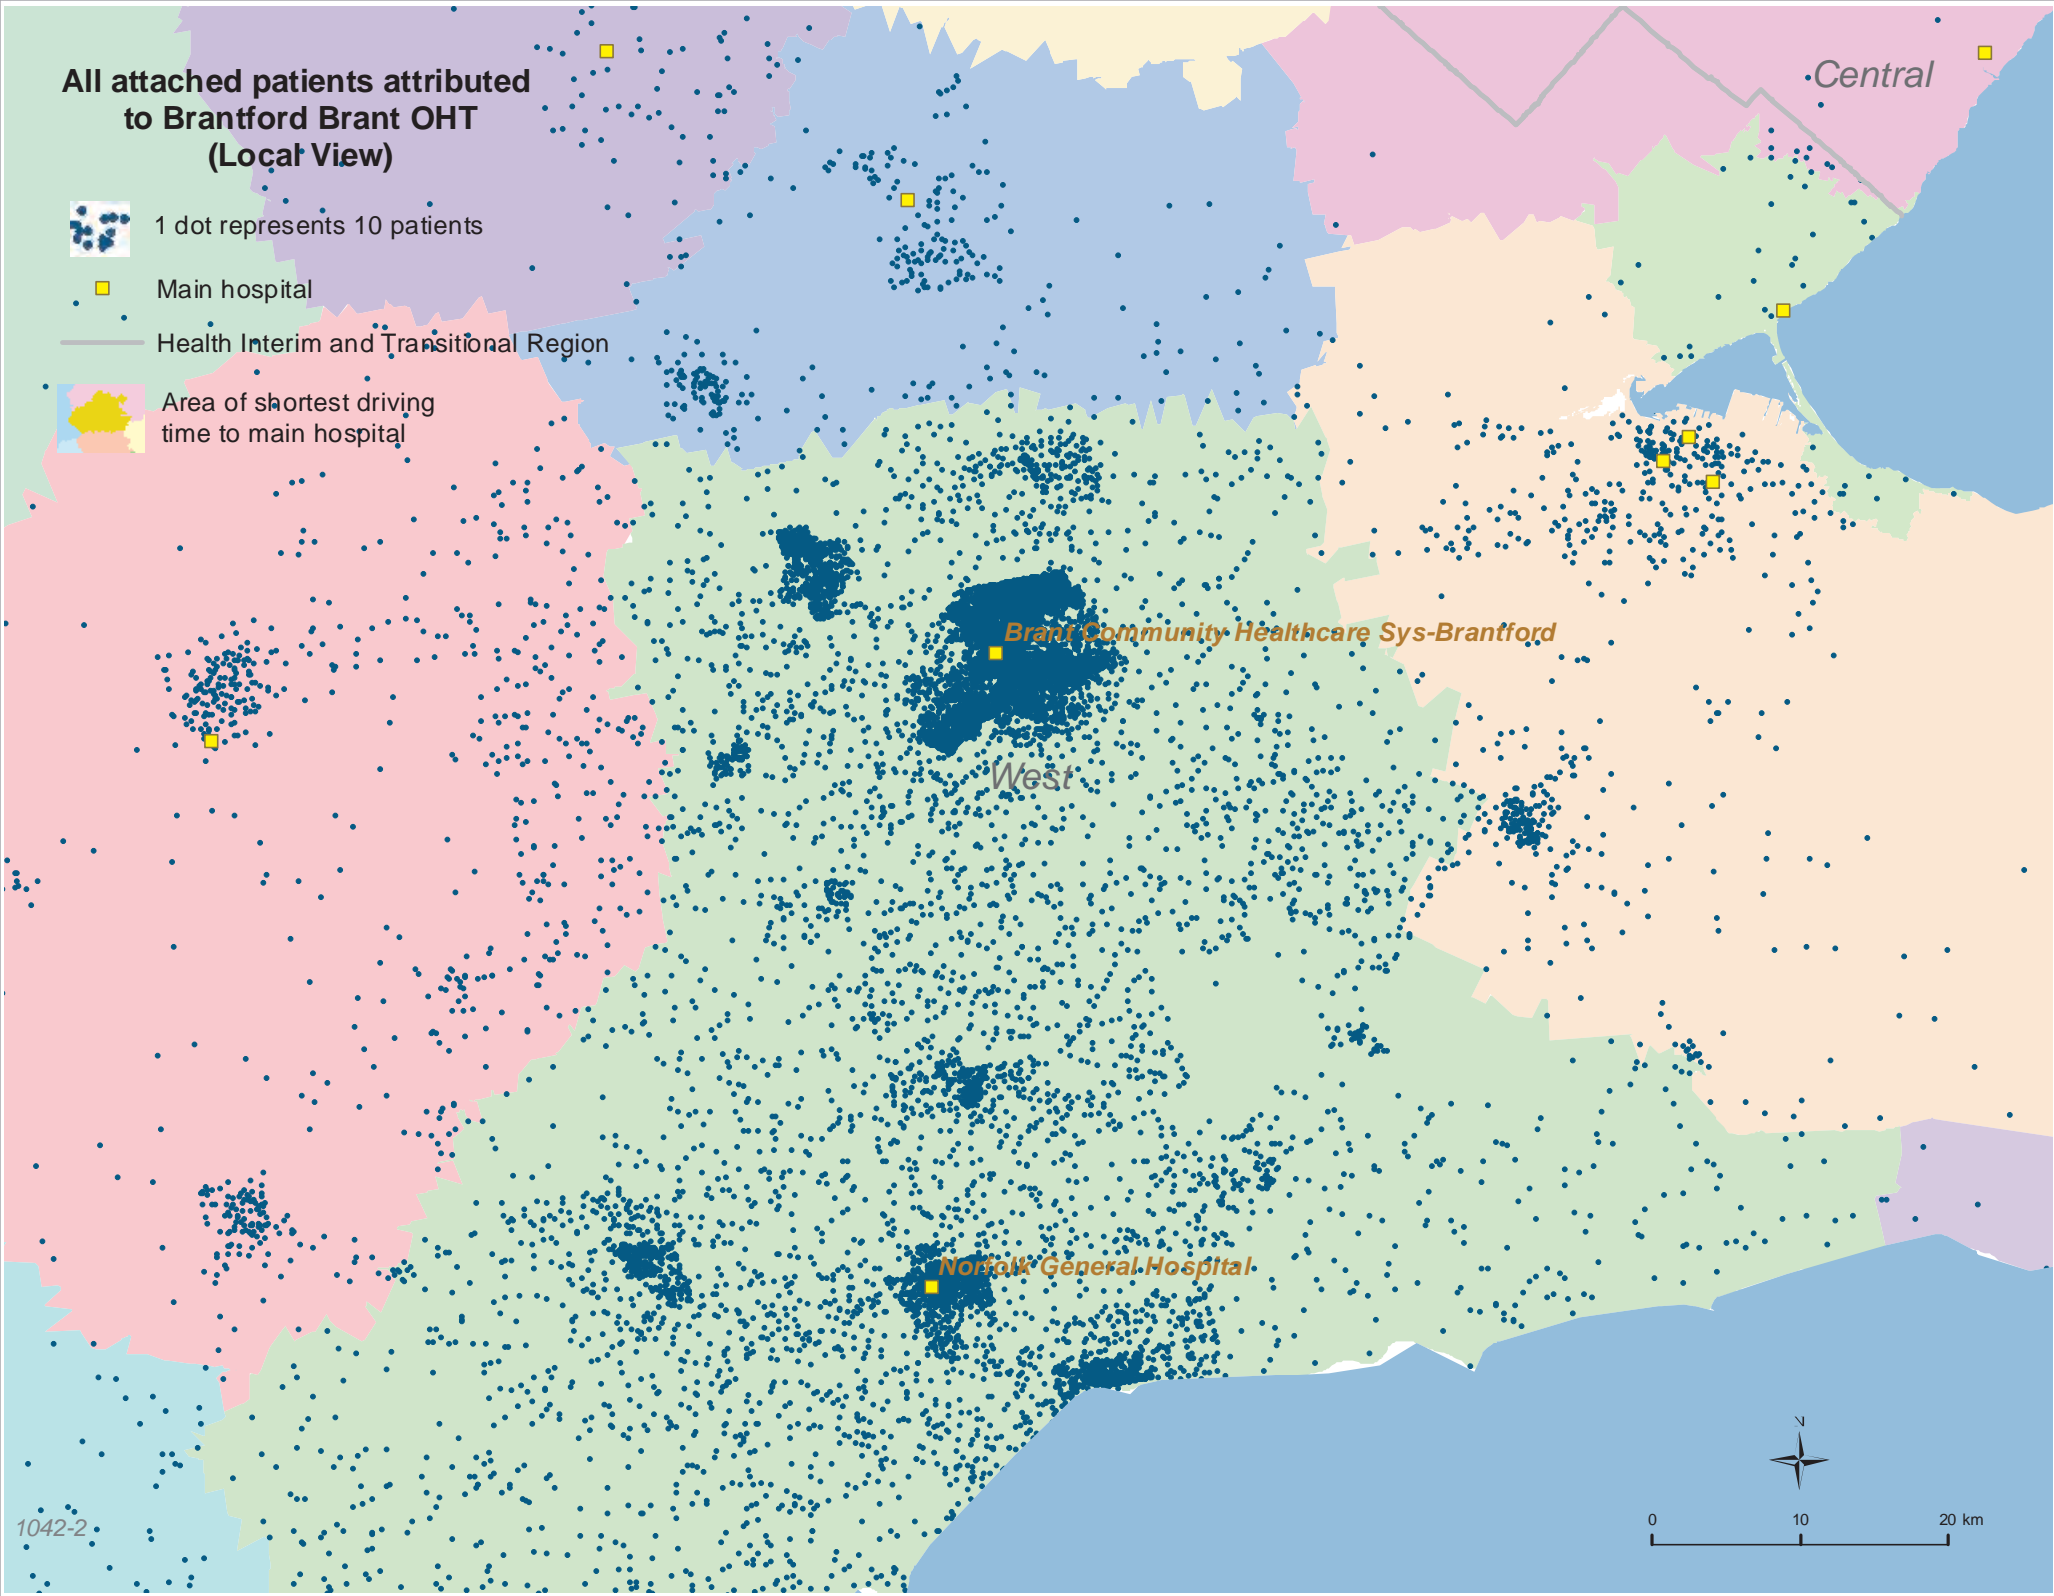 All attached patients attributed
to Brantford Brant OHT
(Local View)
Central
1 dot represents 10 patients
Main hospital
Health Interim and Transitional Region
Area of shortest driving
time to main hospital
Brant Community Healthcare Sys-Brantford
West
Norfolk General Hospital
N
1042-2
0 10 20 km